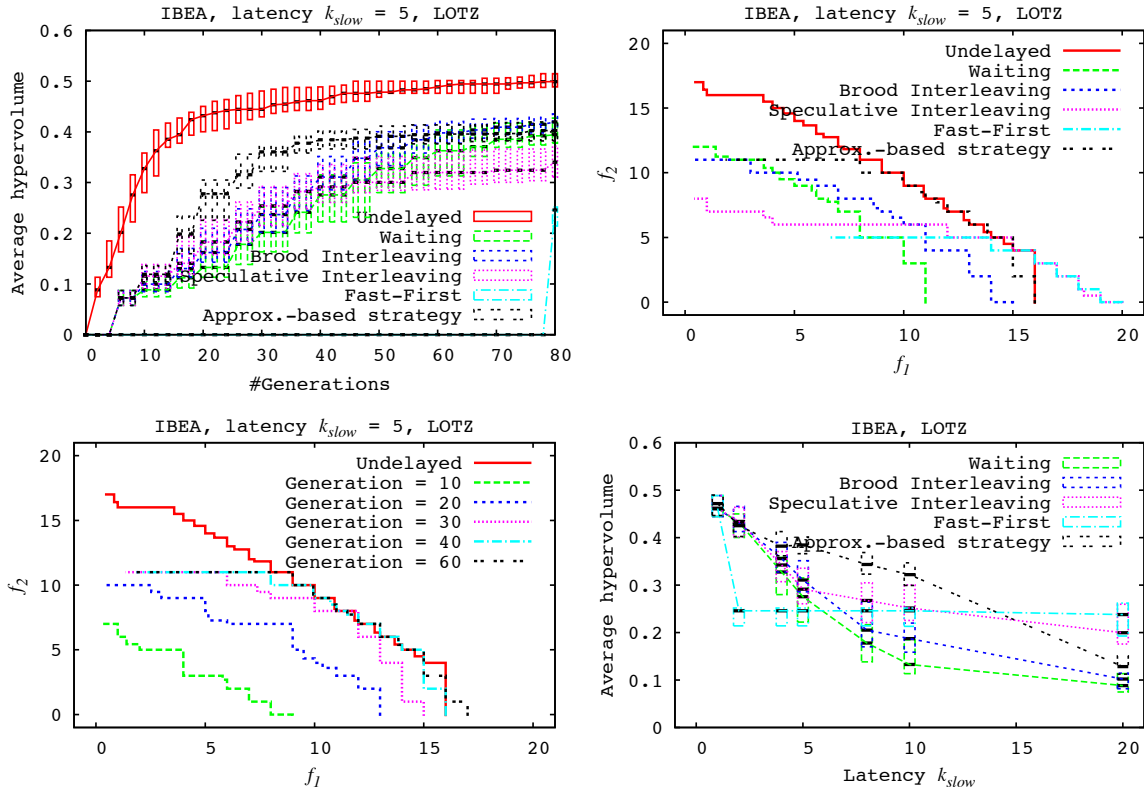 IBEA, latency k_slow = 5, LOTZ
0.6
0.5
0.4
0.3
0.2
0.1
0
Average hypervolume
Undelayed
Waiting
Brood Interleaving
Speculative Interleaving
Fast-First
Approx.-based strategy
0 10 20 30 40 50 60 70 80
#Generations
IBEA, latency k_slow = 5, LOTZ
20
15
10
5
0
f_2
Undelayed
Waiting
Brood Interleaving
Speculative Interleaving
Fast-First
Approx.-based strategy
0 5 10 15 20
f_1
IBEA, latency k_slow = 5, LOTZ
20
15
10
5
0
f_2
Undelayed
Generation = 10
Generation = 20
Generation = 30
Generation = 40
Generation = 60
0 5 10 15 20
f_1
IBEA, LOTZ
0.6
0.5
0.4
0.3
0.2
0.1
0
Average hypervolume
Waiting
Brood Interleaving
Speculative Interleaving
Fast-First
Approx.-based strategy
0 5 10 15 20
Latency k_slow